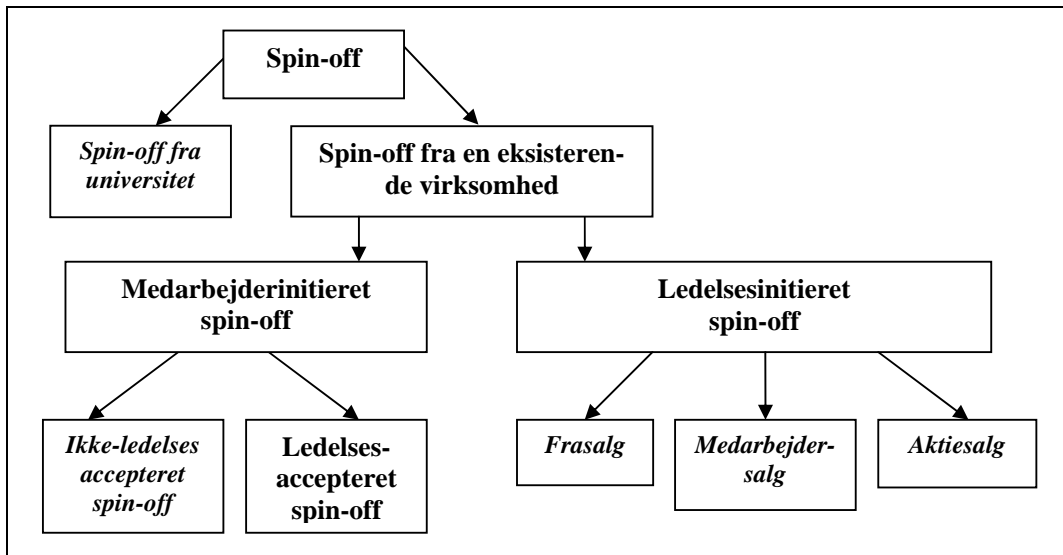 Spin-off
Spin-off fra
universitet
Spin-off fra en eksisteren-
de virksomhed
Medarbejderinitieret
spin-off
Ledelsesinitieret
spin-off
Ikke-ledelses
accepteret
spin-off
Ledelses-
accepteret
spin-off
Frasalg
Medarbejder-
salg
Aktiesalg